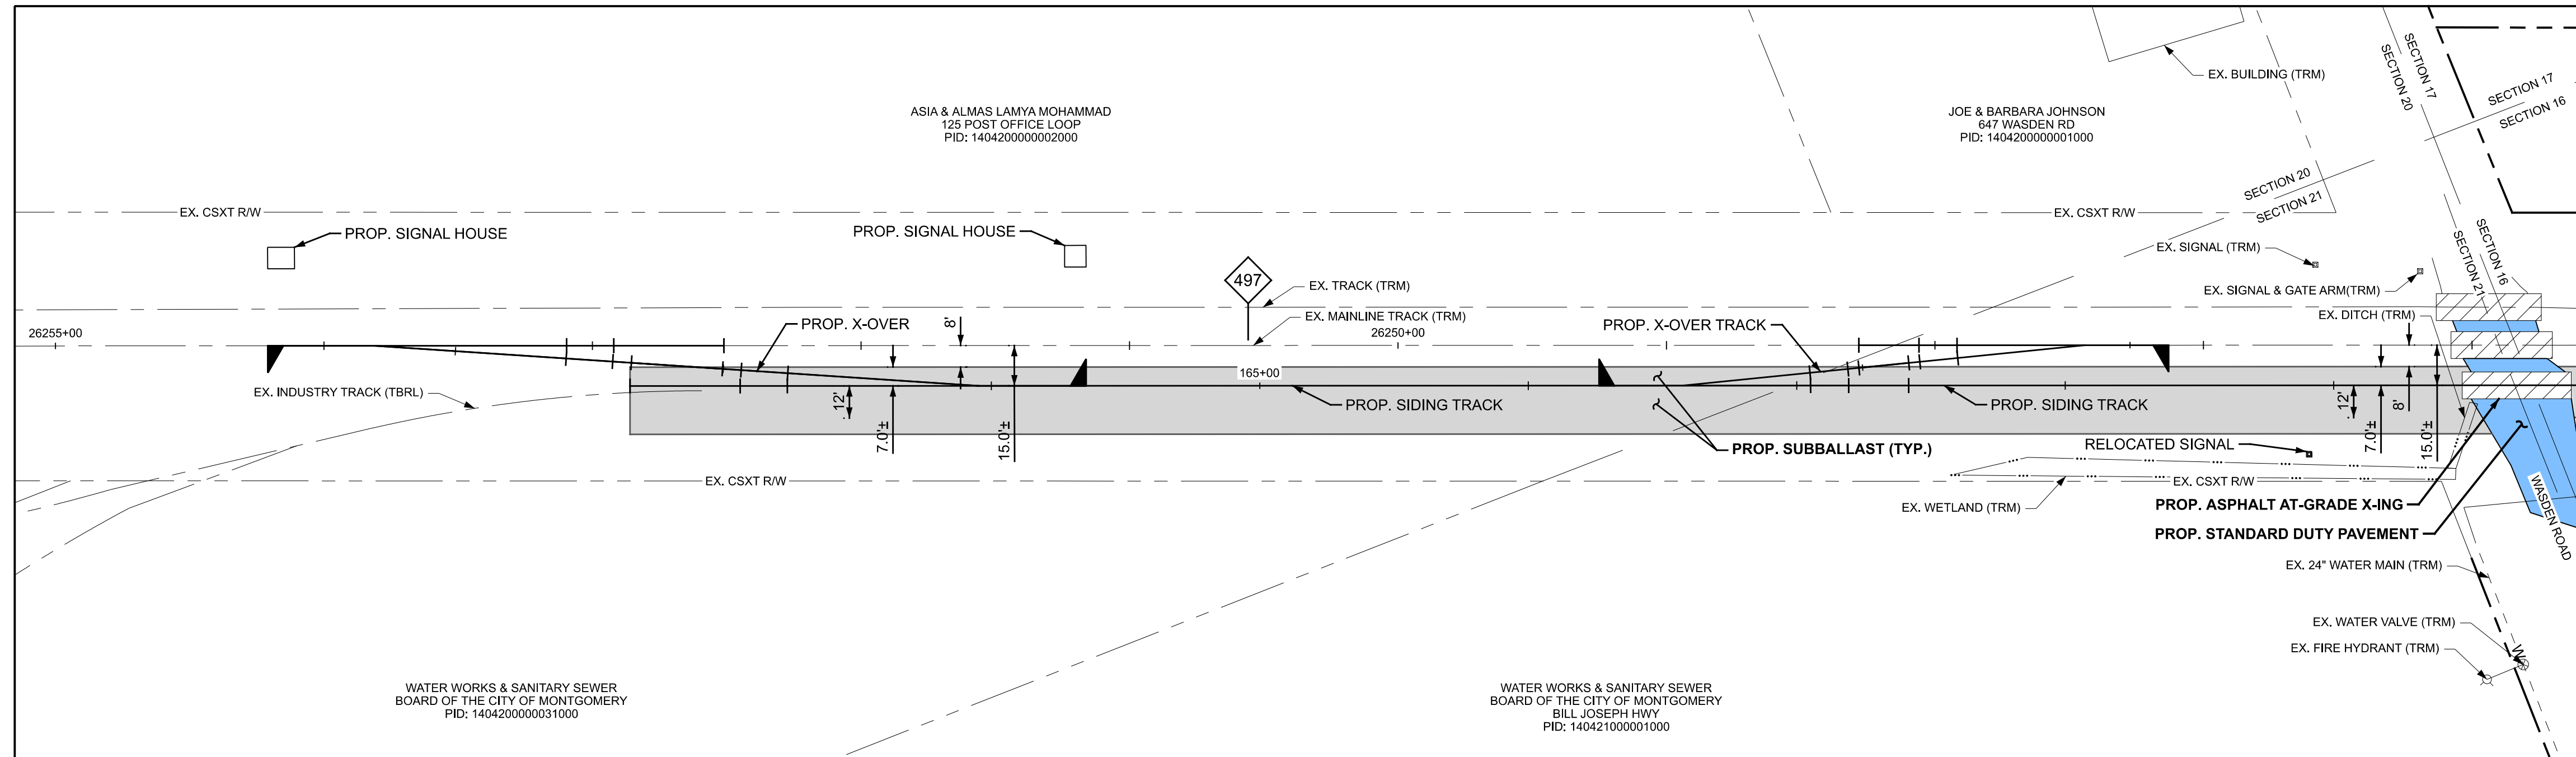 EX. BUILDING (TRM)
SECTION 17
SECTION 20
SECTION 17
SECTION 16
ASIA & ALMAS LAMYA MOHAMMAD
125 POST OFFICE LOOP
PID: 1404200000002000
JOE & BARBARA JOHNSON
647 WASDEN RD
PID: 1404200000001000
SECTION 20
SECTION 21
EX. CSXT R/W
EX. CSXT R/W
PROP. SIGNAL HOUSE
PROP. SIGNAL HOUSE
SECTION 16
SECTION 21
EX. SIGNAL (TRM)
497
EX. TRACK (TRM)
EX. SIGNAL & GATE ARM(TRM)
EX. MAINLINE TRACK (TRM)
EX. DITCH (TRM)
26255+00
PROP. X-OVER
8'
26250+00
PROP. X-OVER TRACK
165+00
EX. INDUSTRY TRACK (TBRL)
12'
7.0'±
15.0'±
PROP. SIDING TRACK
PROP. SIDING TRACK
12'
7.0'±
8'
15.0'±
PROP. SUBBALLAST (TYP.)
RELOCATED SIGNAL
EX. CSXT R/W
EX. CSXT R/W
EX. WETLAND (TRM)
PROP. ASPHALT AT-GRADE X-ING
PROP. STANDARD DUTY PAVEMENT
WASDEN ROAD
EX. 24" WATER MAIN (TRM)
EX. WATER VALVE (TRM)
EX. FIRE HYDRANT (TRM)
W
WATER WORKS & SANITARY SEWER
BOARD OF THE CITY OF MONTGOMERY
PID: 1404200000031000
WATER WORKS & SANITARY SEWER
BOARD OF THE CITY OF MONTGOMERY
BILL JOSEPH HWY
PID: 140421000001000